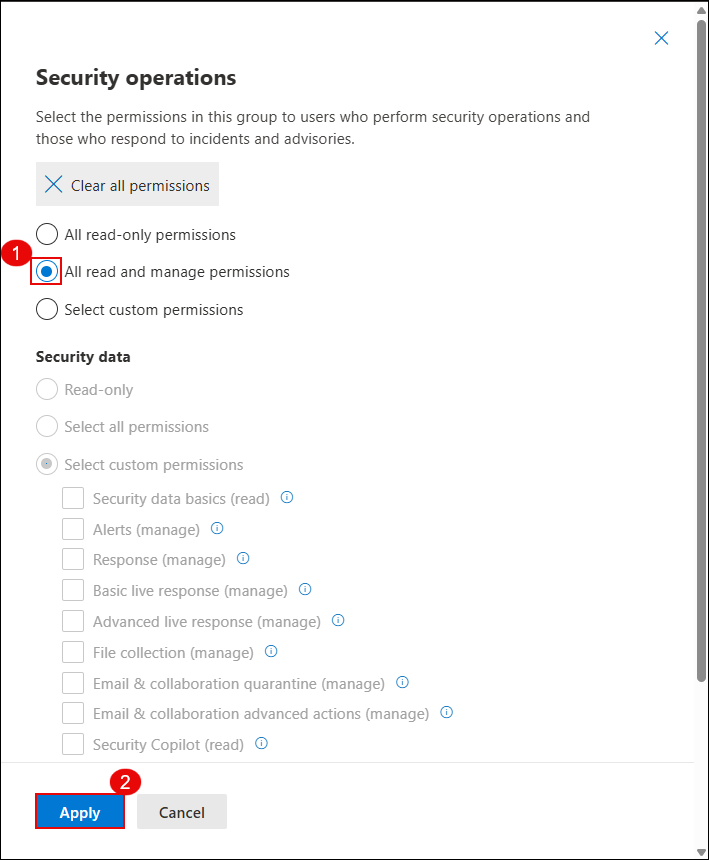 Security operations
Select the permissions in this group to users who perform security operations and
those who respond to incidents and advisories.
Clear all permissions
All read-only permissions
1
All read and manage permissions
Select custom permissions
Security data
Read-only
Select all permissions
Select custom permissions
Security data basics (read)
Alerts (manage)
Response (manage)
Basic live response (manage)
Advanced live response (manage)
File collection (manage)
Email & collaboration quarantine (manage)
Email & collaboration advanced actions (manage)
Security Copilot (read)
2
Apply
Cancel